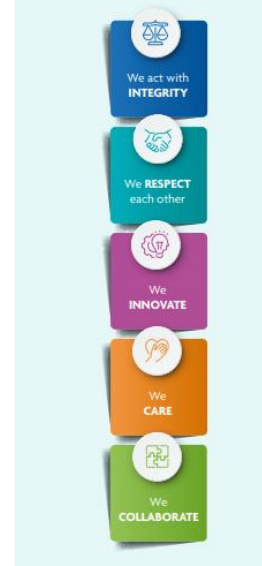 We act with
INTEGRITY
We RESPECT
each other
We
INNOVATE
We
CARE
We
COLLABORATE